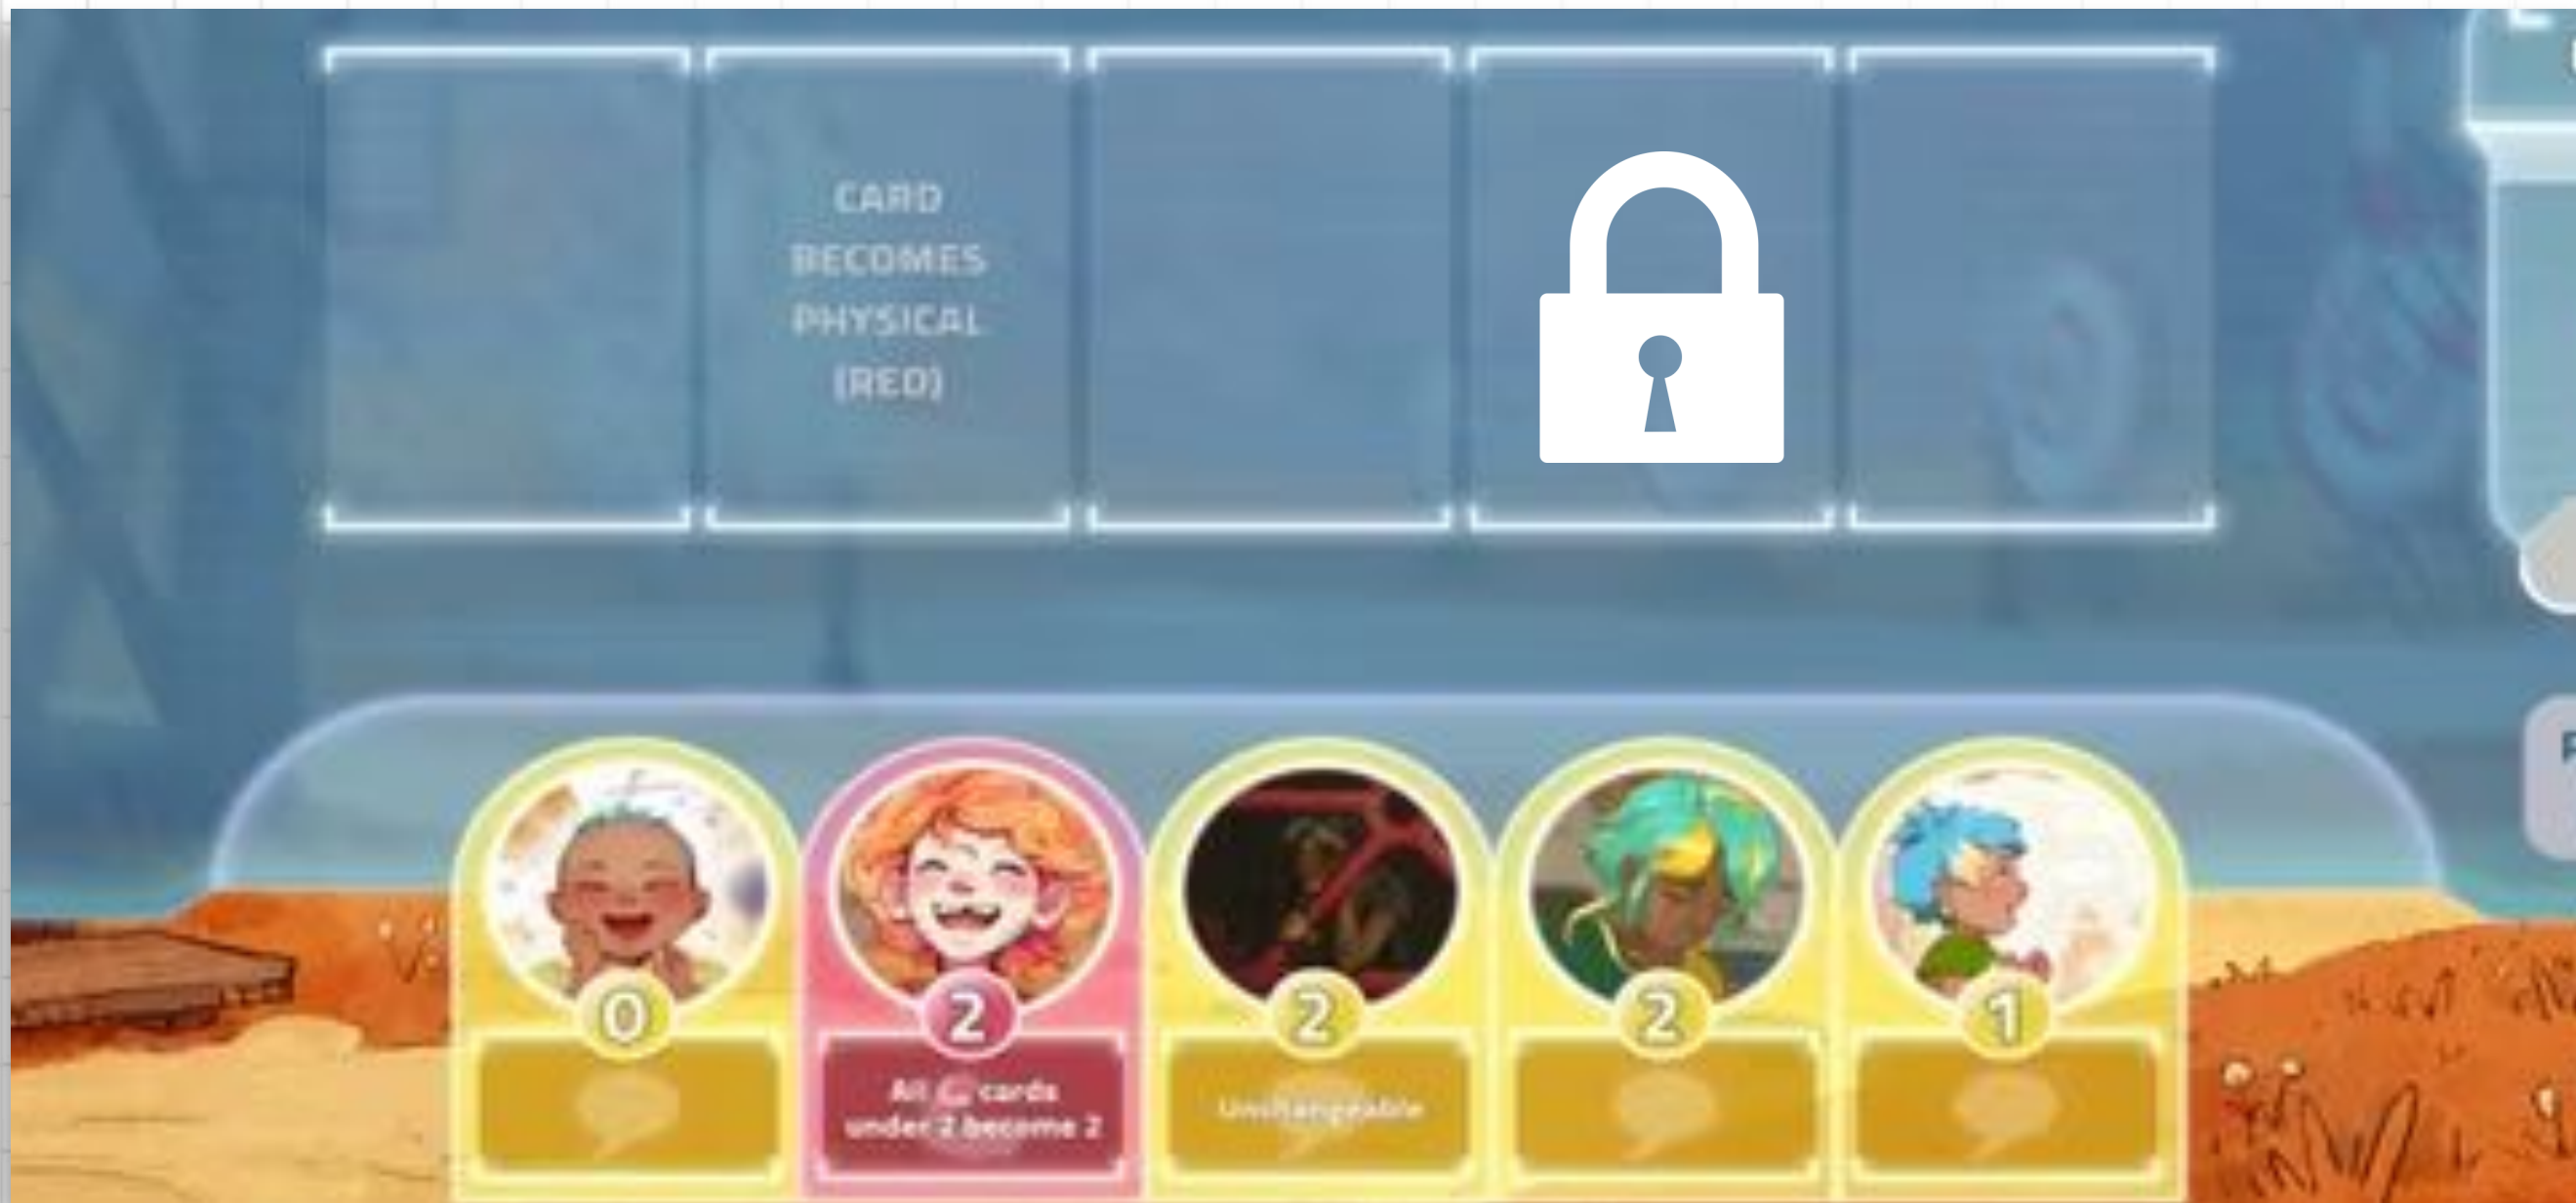 CARD
BECOMES
PHYSICAL
(RED)
0
2
2
2
1
All cards
under 2 become 2
Unchangeable